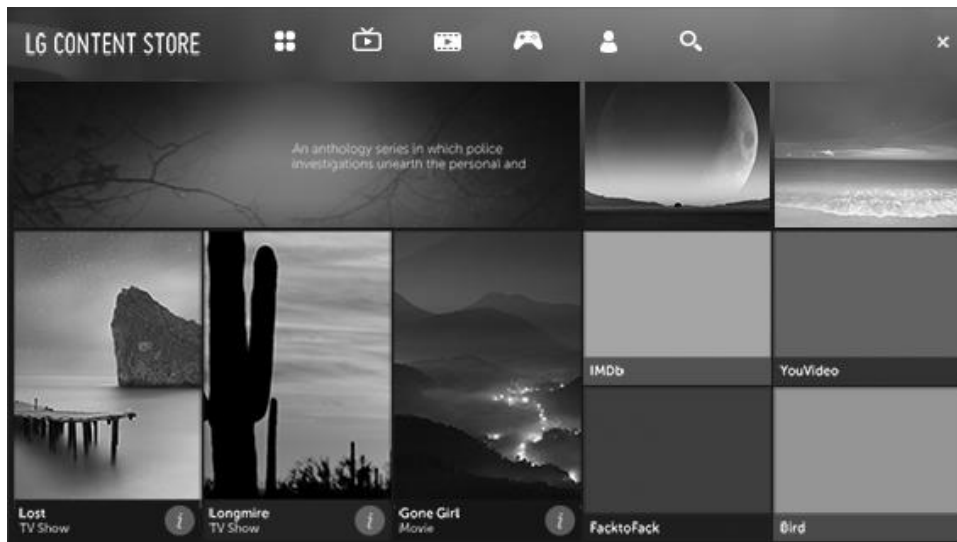 LG CONTENT STORE
An anthology series in which police
investigations unearth the personal and
IMDb
YouVideo
Lost
TV Show
i
Longmire
TV Show
i
Gone Girl
Movie
i
FacktoFack
Bird